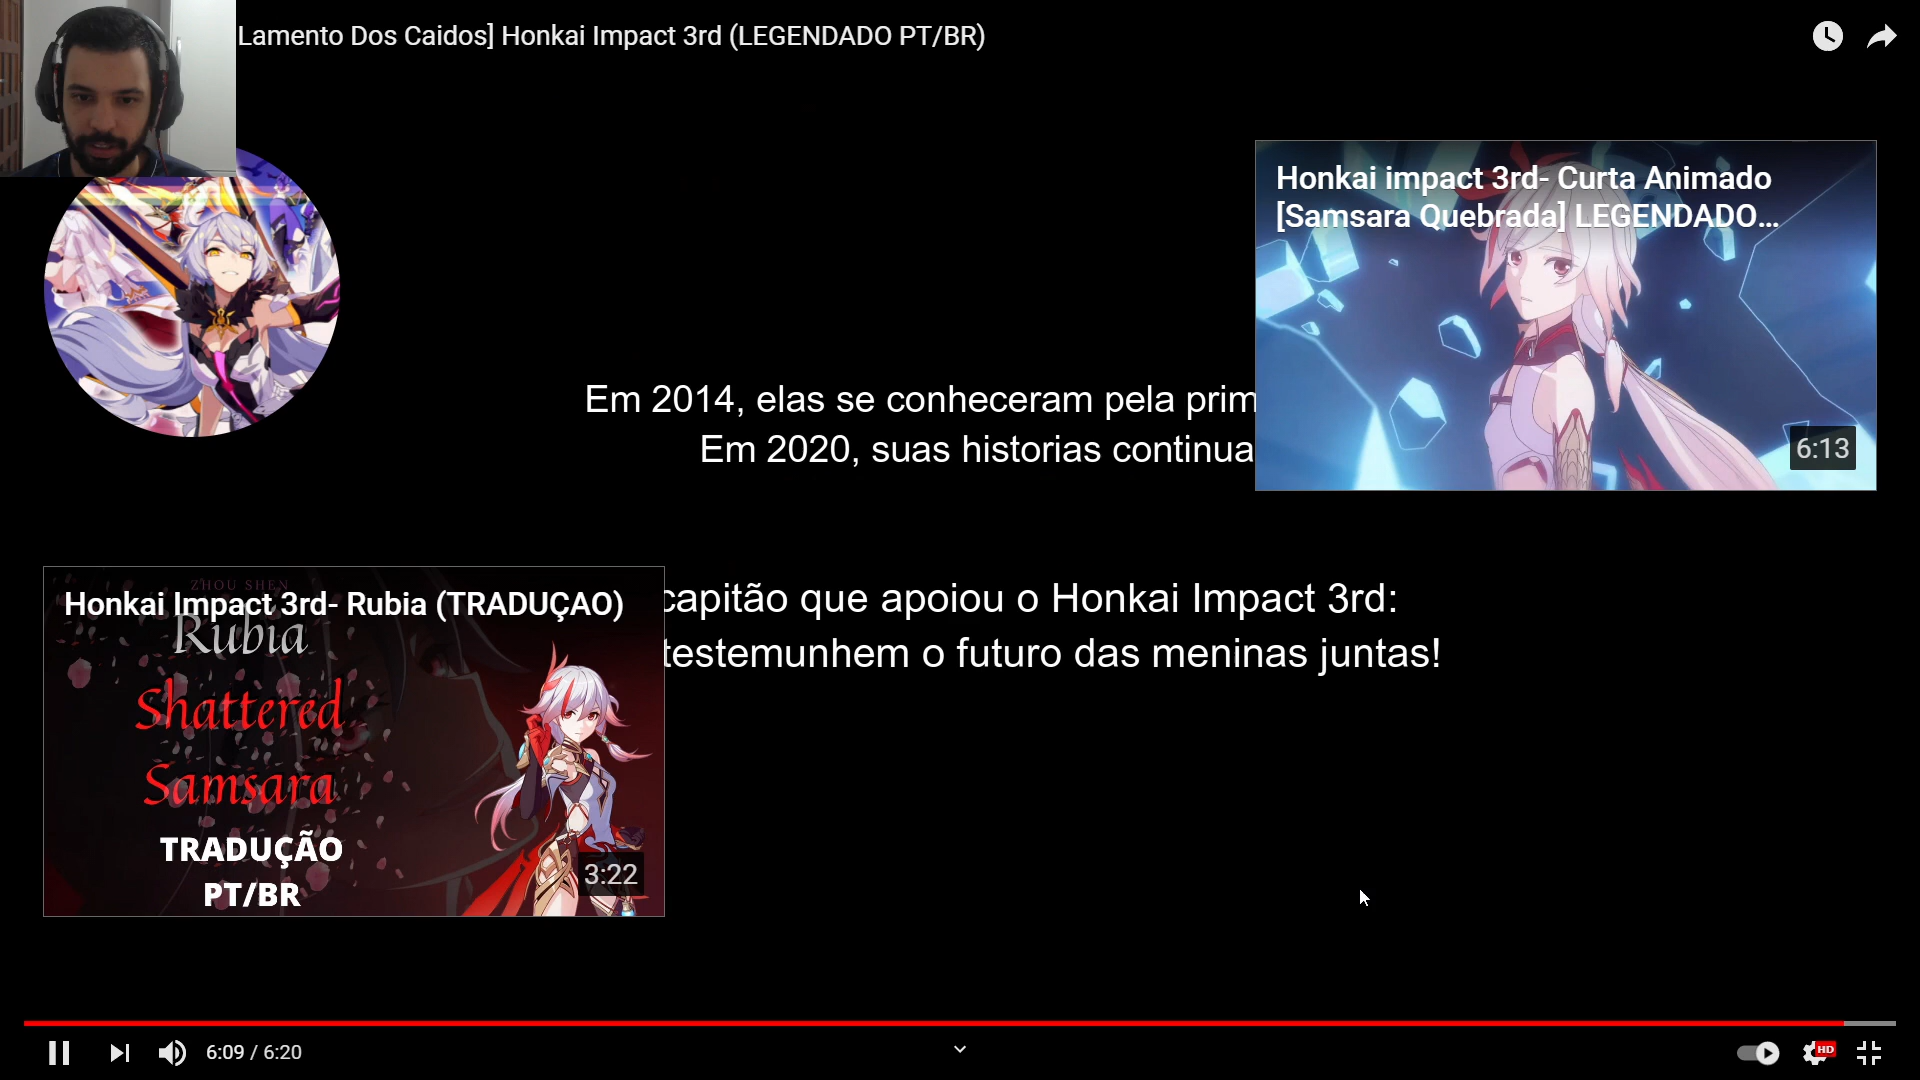 Lamento Dos Caidos] Honkai Impact 3rd (LEGENDADO PT/BR)
Honkai impact 3rd- Curta Animado
[Samsara Quebrada] LEGENDADO...
6:13
Em 2014, elas se conheceram pela prim
Em 2020, suas historias continua
capitão que apoiou o Honkai Impact 3rd:
testemunhem o futuro das meninas juntas!
ZHOU SHEN
Honkai Impact 3rd- Rubia (TRADUÇAO)
Rubia
Shattered
Samsara
TRADUÇÃO
PT/BR
3:22
6:09 / 6:20
HD